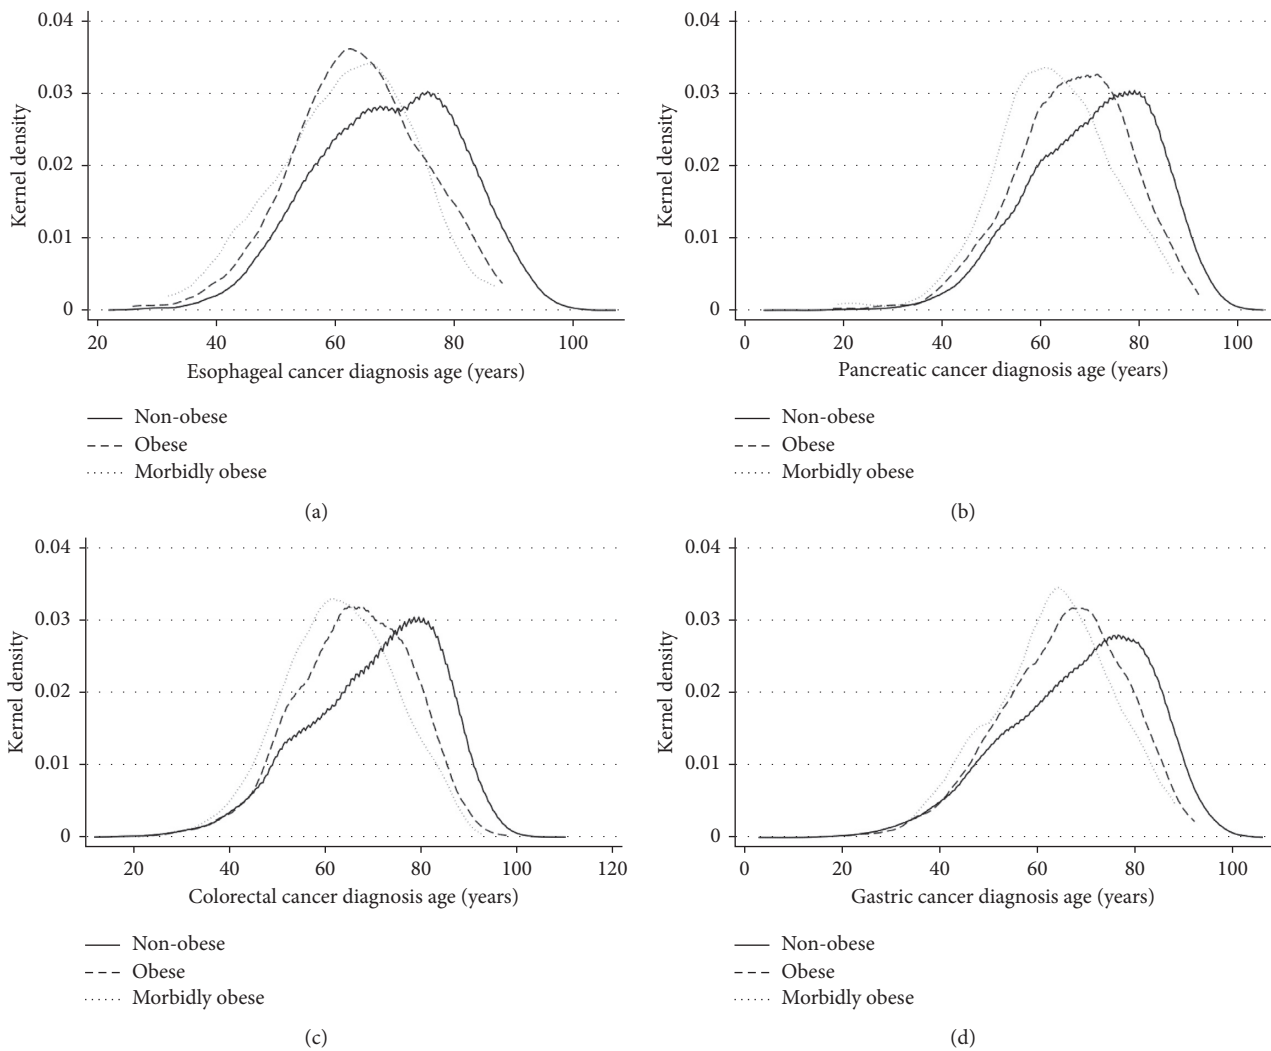 0.04
0.03
0.02
0.01
0
Kernel density
20 40 60 80 100
Esophageal cancer diagnosis age (years)
Non-obese
Obese
Morbidly obese
(a)
0.04
0.03
0.02
0.01
0
Kernel density
0 20 40 60 80 100
Pancreatic cancer diagnosis age (years)
Non-obese
Obese
Morbidly obese
(b)
0.04
0.03
0.02
0.01
0
Kernel density
20 40 60 80 100 120
Colorectal cancer diagnosis age (years)
Non-obese
Obese
Morbidly obese
(c)
0.04
0.03
0.02
0.01
0
Kernel density
0 20 40 60 80 100
Gastric cancer diagnosis age (years)
Non-obese
Obese
Morbidly obese
(d)